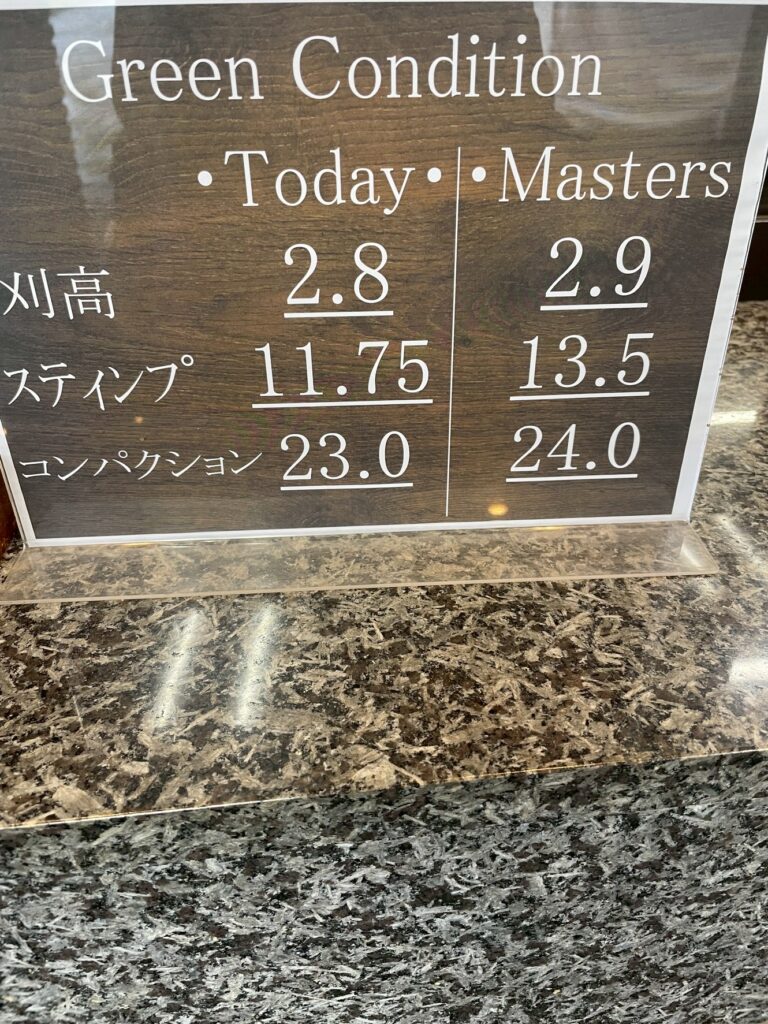 Green Condition
・Today・ ・Masters
刈高 2.8 2.9
スティンプ 11.75 13.5
コンパクション 23.0 24.0